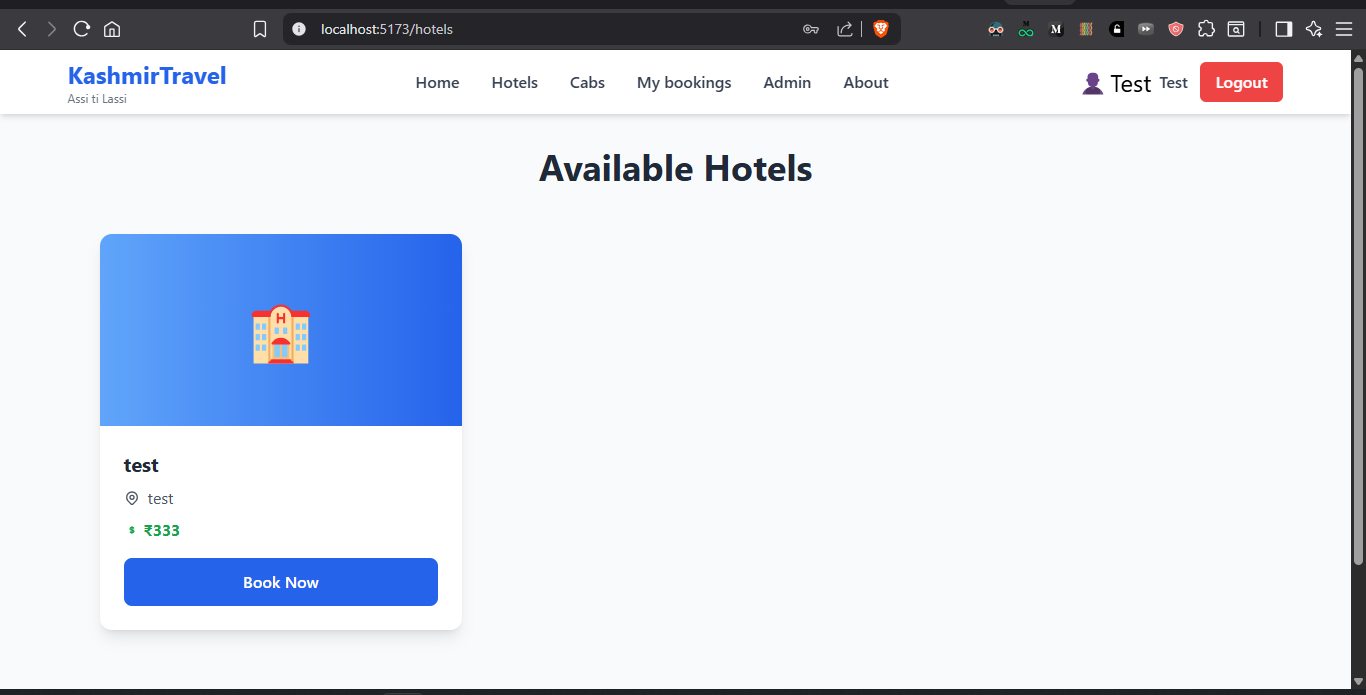 localhost:5173/hotels
M
M
KashmirTravel
Assi ti Lassi
Home
Hotels
Cabs
My bookings
Admin
About
Test
Test
Logout
Available Hotels
H
test
test
$ ₹333
Book Now